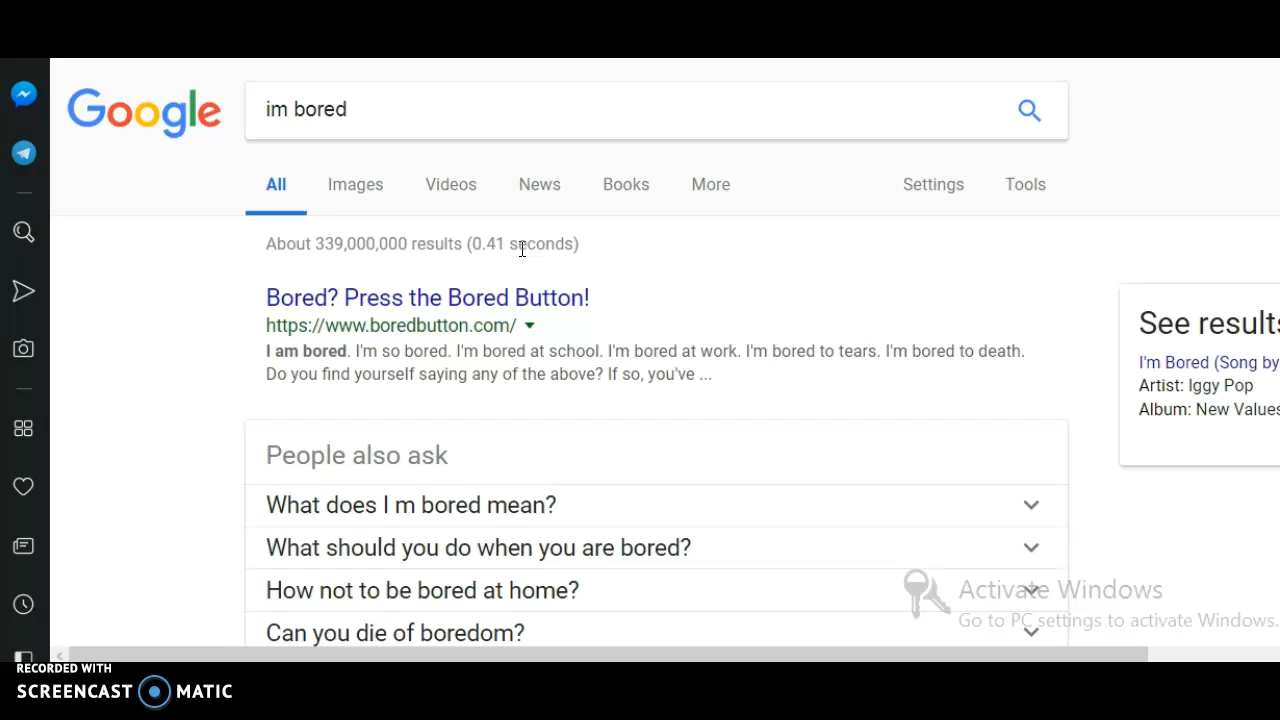 Google
im bored
All Images Videos News Books More Settings Tools
About 339,000,000 results (0.41 seconds)
Bored? Press the Bored Button!
https://www.boredbutton.com/
I am bored. I'm so bored. I'm bored at school. I'm bored at work. I'm bored to tears. I'm bored to death.
Do you find yourself saying any of the above? If so, you've ...
See results
I'm Bored (Song by
Artist: Iggy Pop
Album: New Values
People also ask
What does I m bored mean?
What should you do when you are bored?
How not to be bored at home?
Can you die of boredom?
Activate Windows
Go to PC settings to activate Windows.
RECORDED WITH
SCREENCAST MATIC